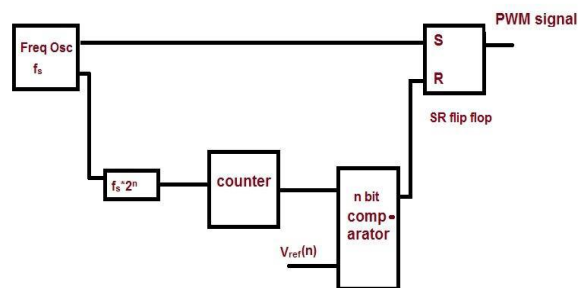 PWM signal
Freq Osc
fₛ
S
R
SR flip flop
fₛ*2ⁿ
counter
n bit
comp-
arator
Vref(n)